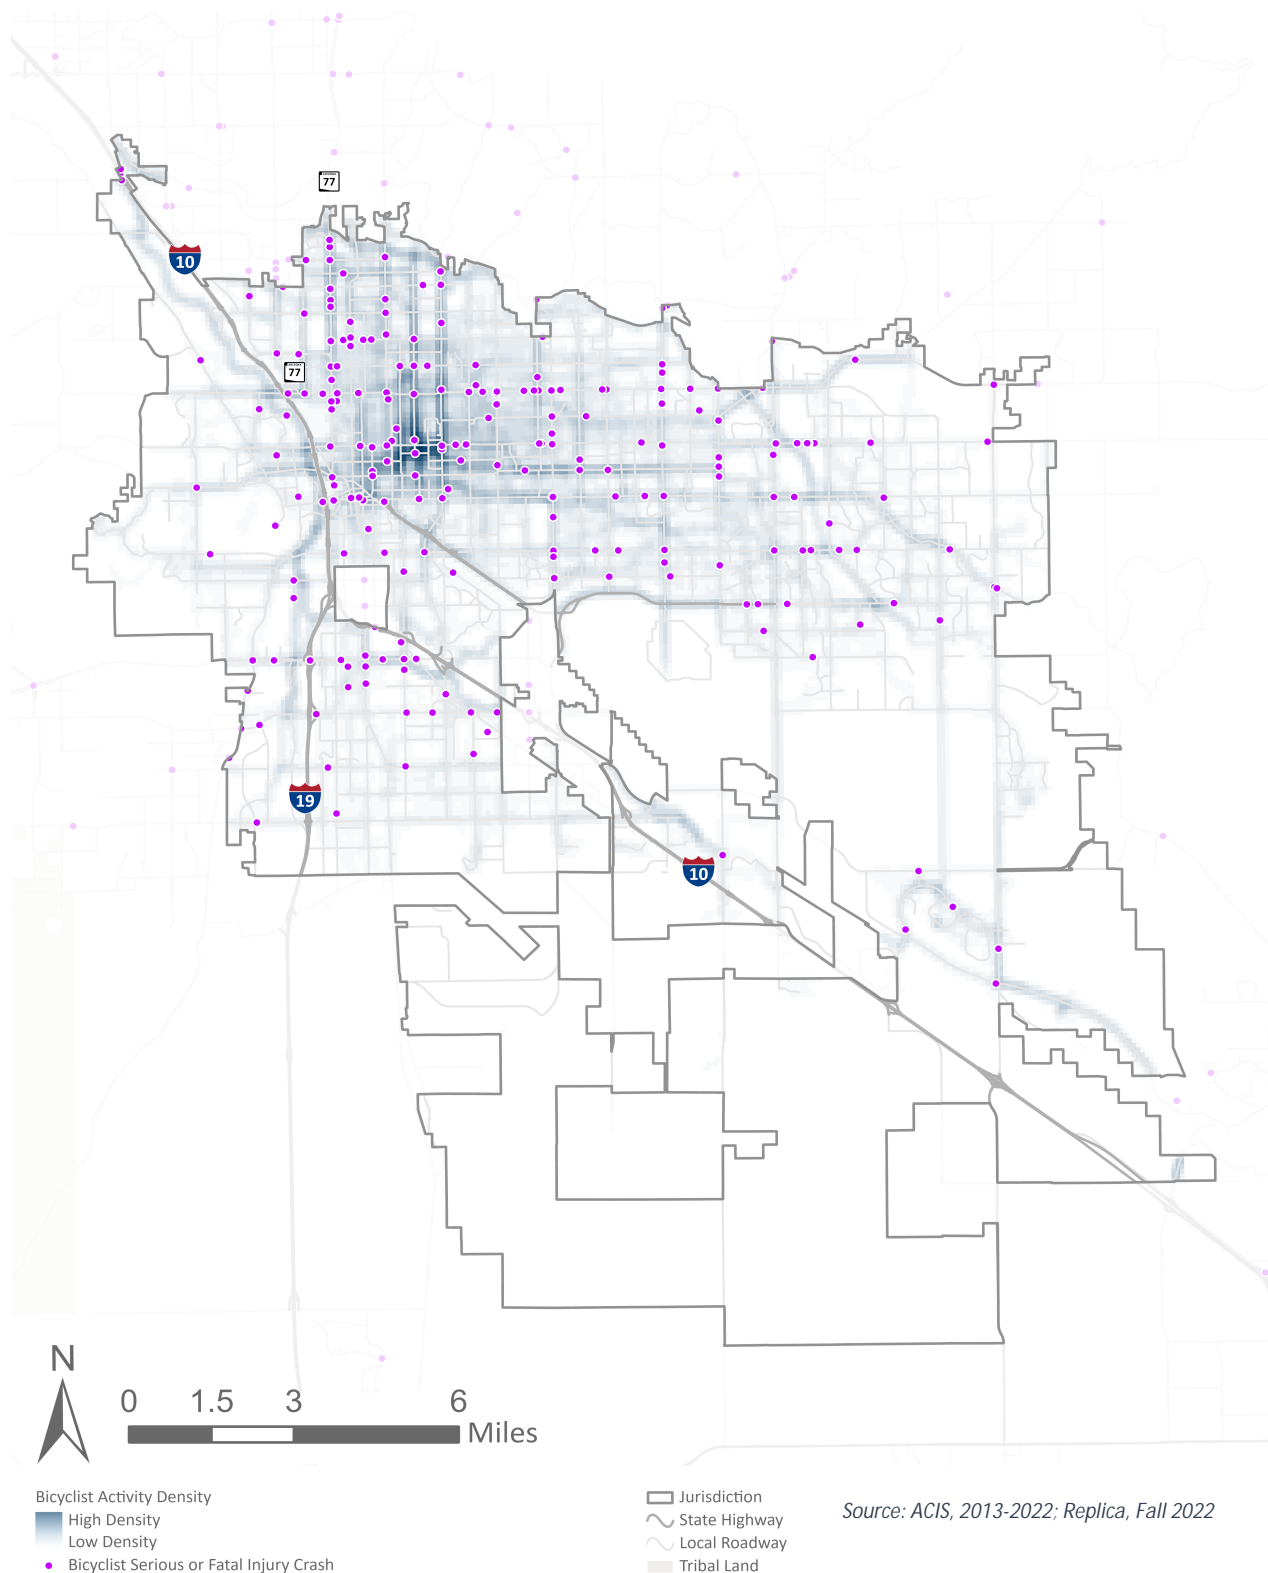 77
10
77
19
10
N
0 1.5 3 6
Miles
Bicyclist Activity Density
High Density
Low Density
Bicyclist Serious or Fatal Injury Crash
Jurisdiction
State Highway
Local Roadway
Tribal Land
Source: ACIS, 2013-2022; Replica, Fall 2022